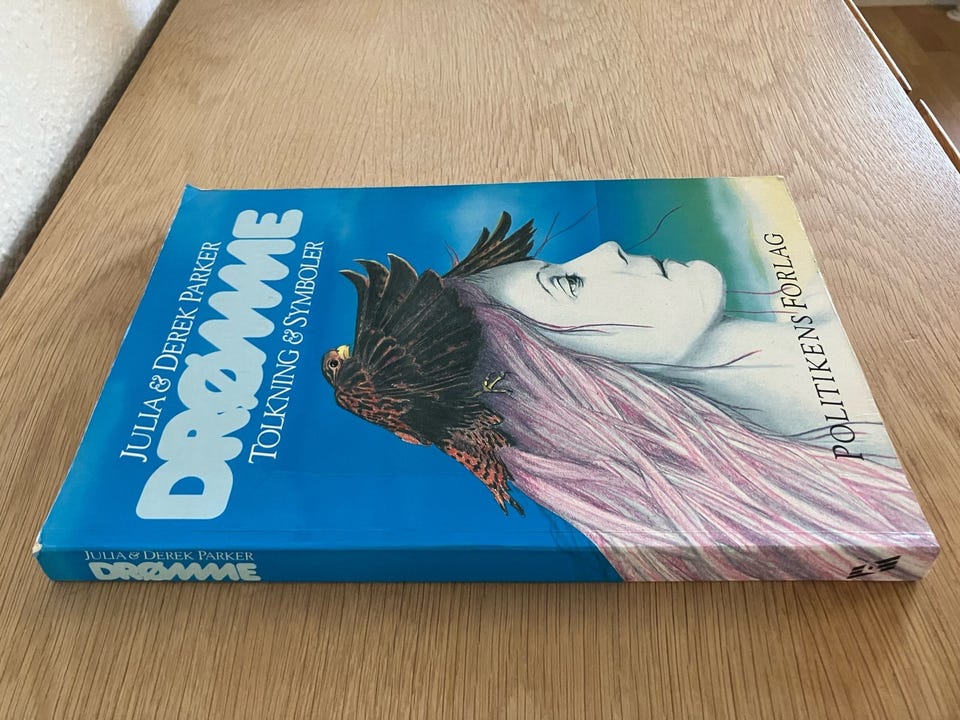 JULIA & DEREK PARKER
DRØMME
TOLKNING & SYMBOLER
POLITIKENS FORLAG
JULIA & DEREK PARKER
DRØMME